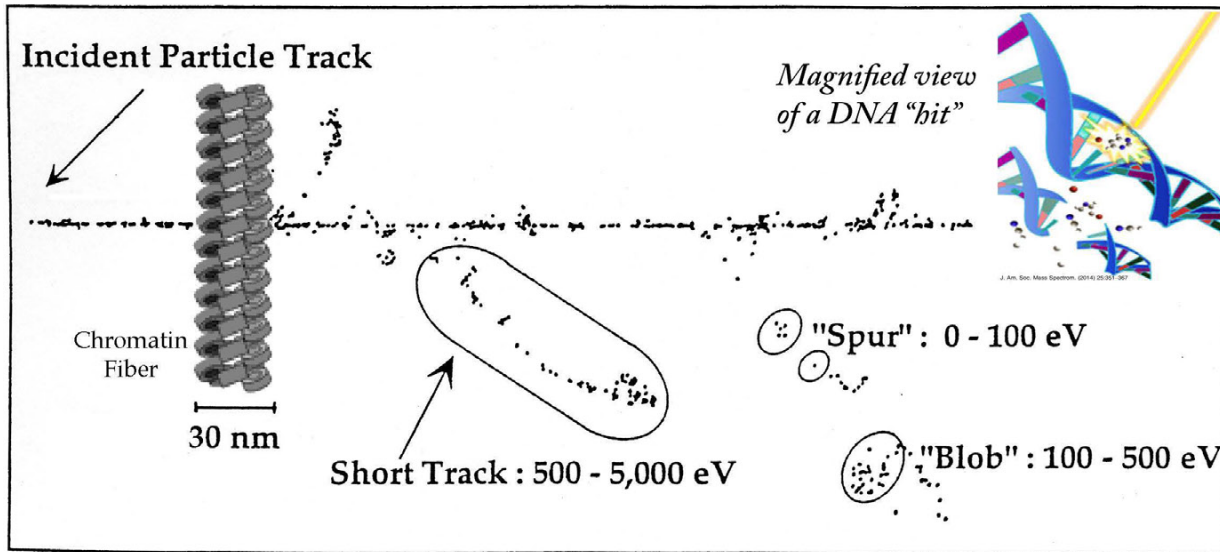 Incident Particle Track
Magnified view
of a DNA "hit"
J. Am. Soc. Mass Spectrom. (2014) 25:351-367
Chromatin
Fiber
30 nm
"Spur" : 0 - 100 eV
Short Track : 500 - 5,000 eV
"Blob" : 100 - 500 eV